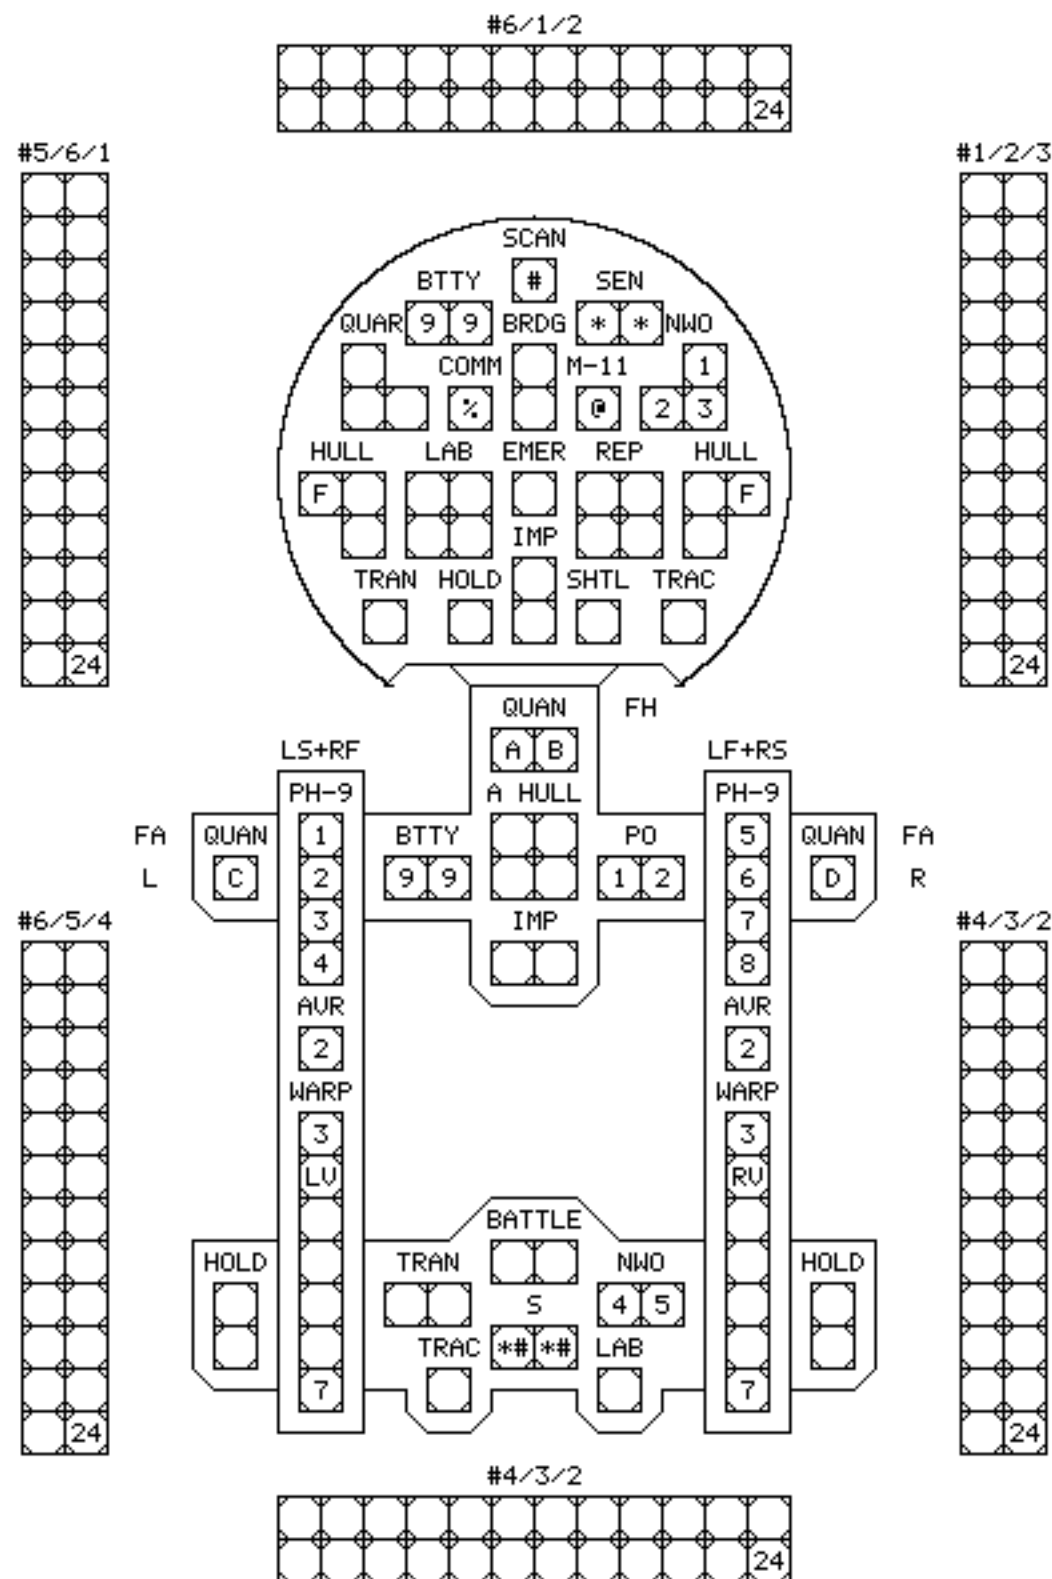 #6/1/2
24
#5/6/1 #1/2/3
SCAN
BTTY # SEN
QUAR 9 9 BRDG * * NWO
COMM M-11 1
% @ 2 3
HULL LAB EMER REP HULL
F F
IMP
TRAN HOLD SHTL TRAC
24 24
QUAN FH
LS+RF A B LF+RS
PH-9 A HULL PH-9
FA QUAN 1 BTTY PO 5 QUAN FA
L C 2 9 9 1 2 6 D R
#6/5/4 3 IMP 7 #4/3/2
4 8
AVR AVR
2 2
WARP WARP
3 3
LV RV
BATTLE
HOLD TRAN NWO HOLD
S 4 5
TRAC *# *# LAB
7 7
24 24
#4/3/2
24